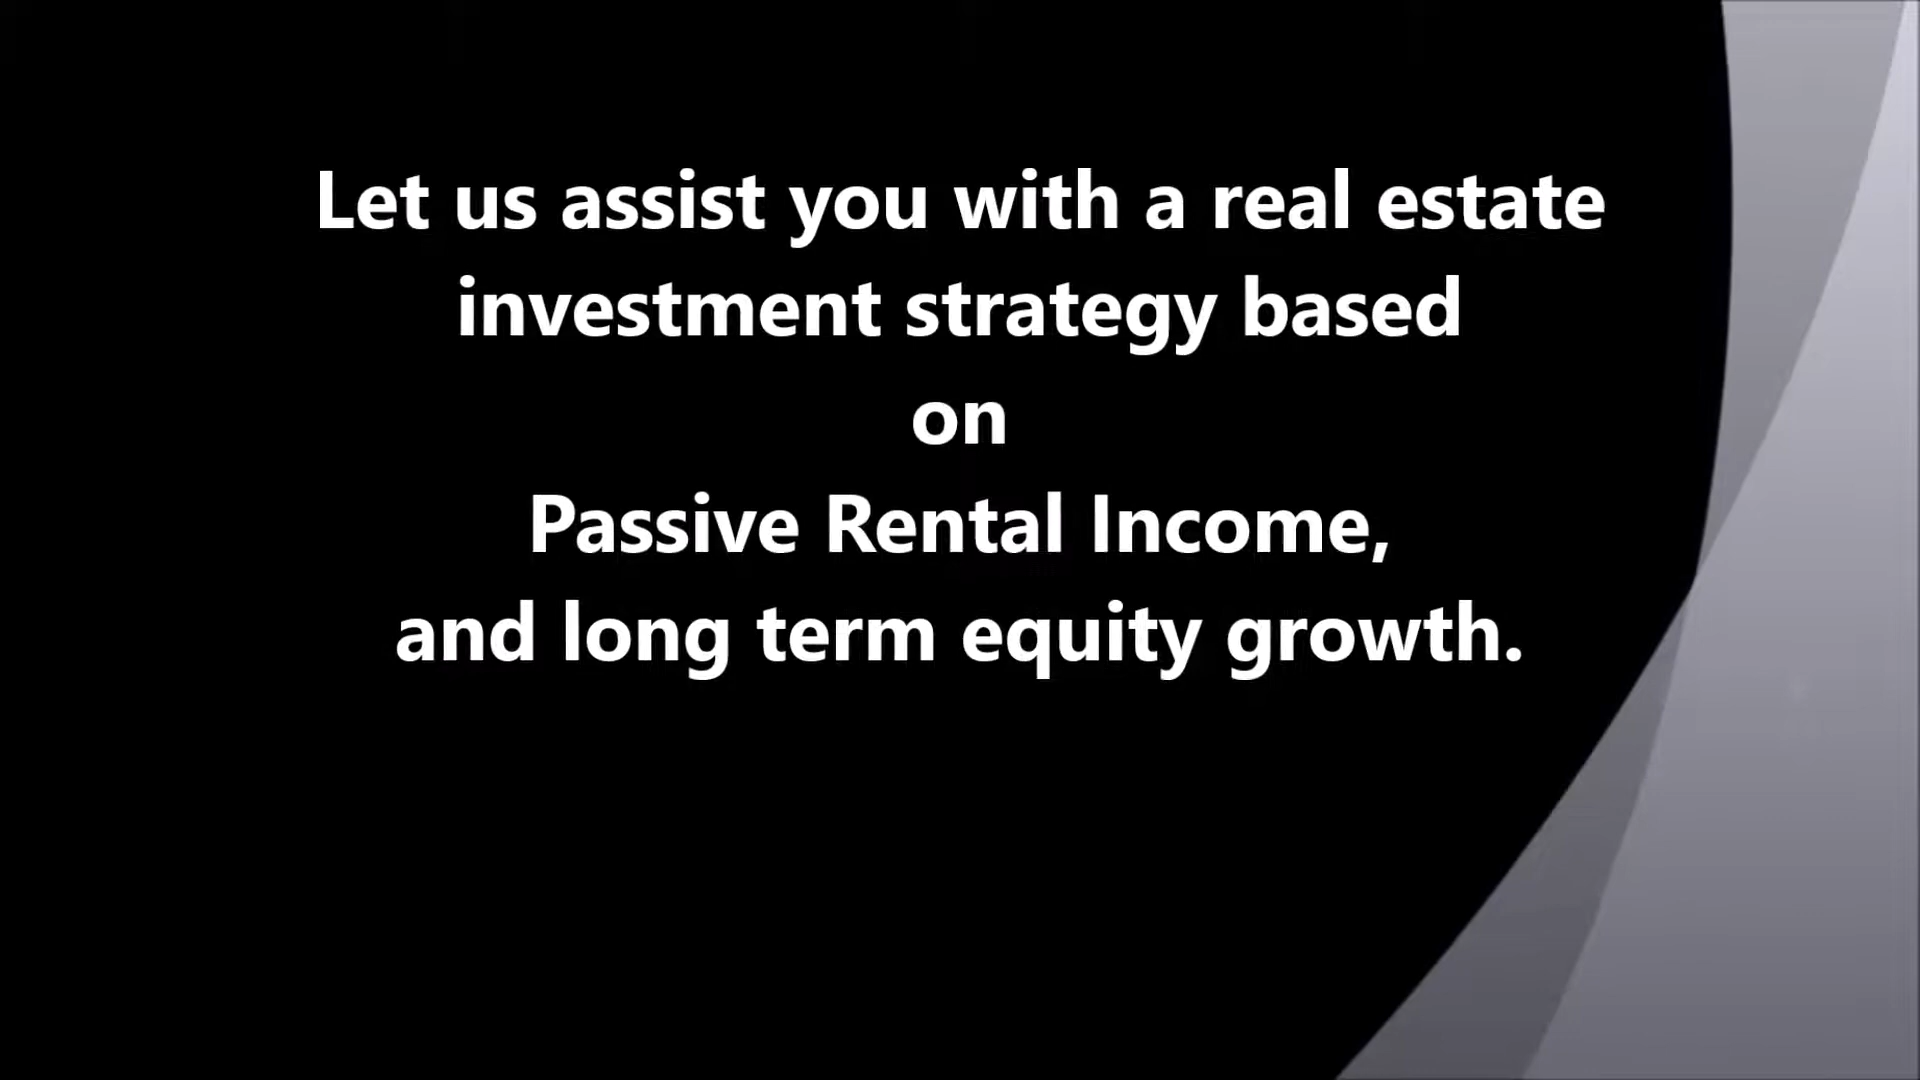 Let us assist you with a real estate
investment strategy based
on
Passive Rental Income,
and long term equity growth.